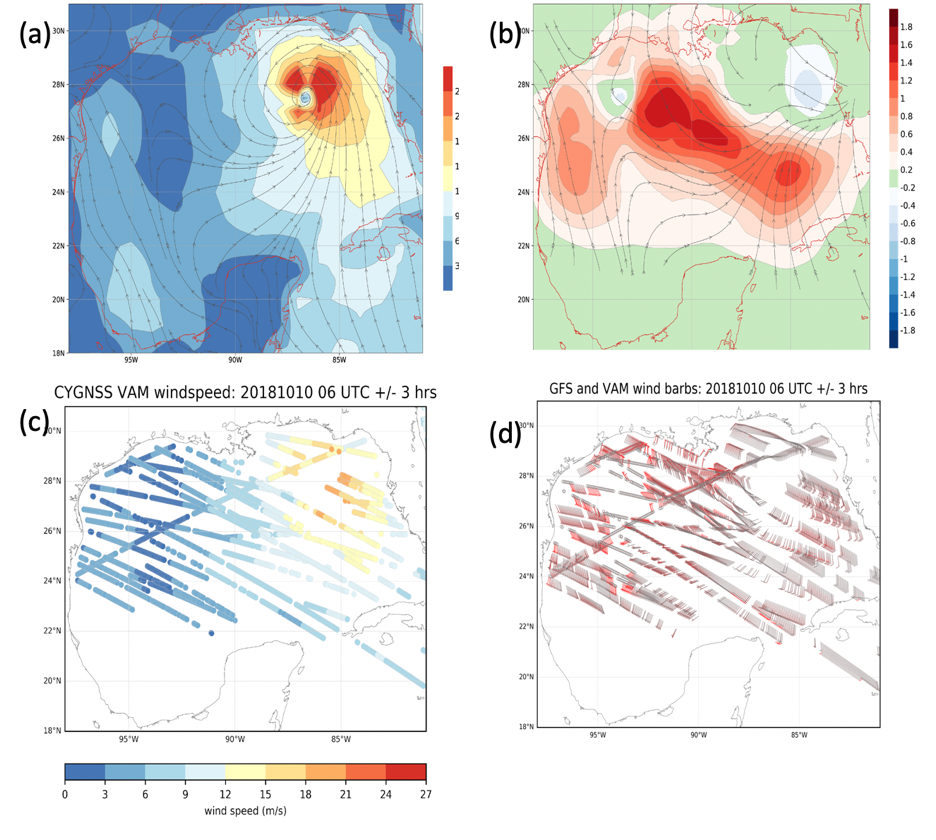 (a)
30N
28N
26N
24N
22N
20N
18N
95W 90W 85W
2
2
1
1
9
6
3
(b)
30N
28N
26N
24N
22N
20N
1.8
1.6
1.4
1.2
1
0.8
0.6
0.4
0.2
-0.2
-0.4
-0.6
-0.8
-1
-1.2
-1.4
-1.6
-1.8
CYGNSS VAM windspeed: 20181010 06 UTC +/- 3 hrs
(c)
30°N
28°N
26°N
24°N
22°N
20°N
18°N
95°W 90°W 85°W
0 3 6 9 12 15 18 21 24 27
wind speed (m/s)
GFS and VAM wind barbs: 20181010 06 UTC +/- 3 hrs
(d)
30°N
28°N
26°N
24°N
22°N
20°N
18°N
95°W 90°W 85°W